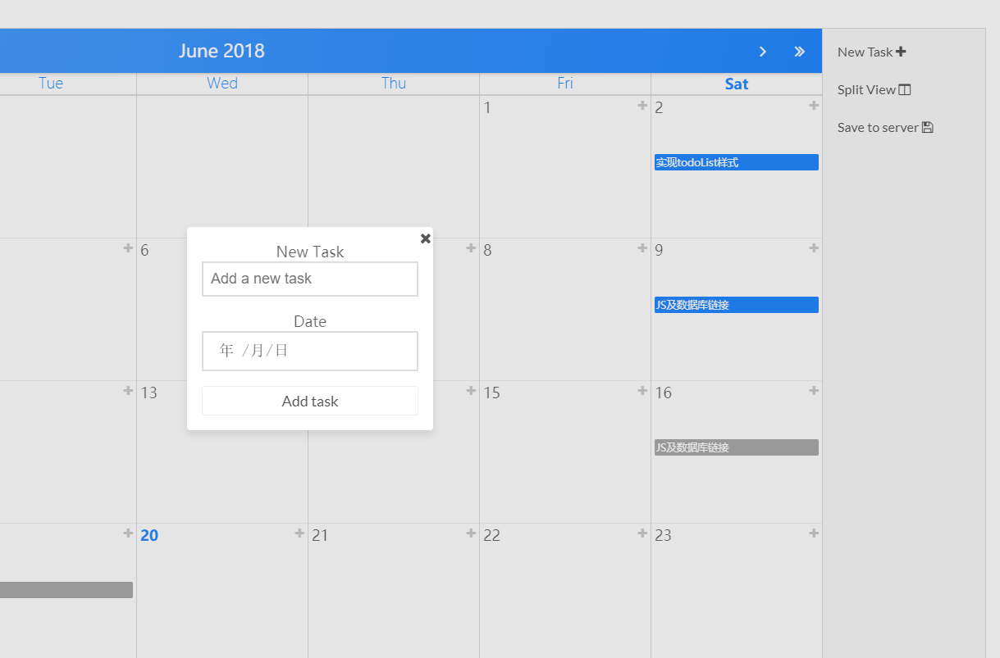 June 2018
New Task
Tue Wed Thu Fri Sat
Split View
1 2
Save to server
实现todoList样式
6 8 9
New Task
Add a new task
JS及数据库链接
Date
年 /月/日
13 15 16
Add task
JS及数据库链接
20 21 22 23